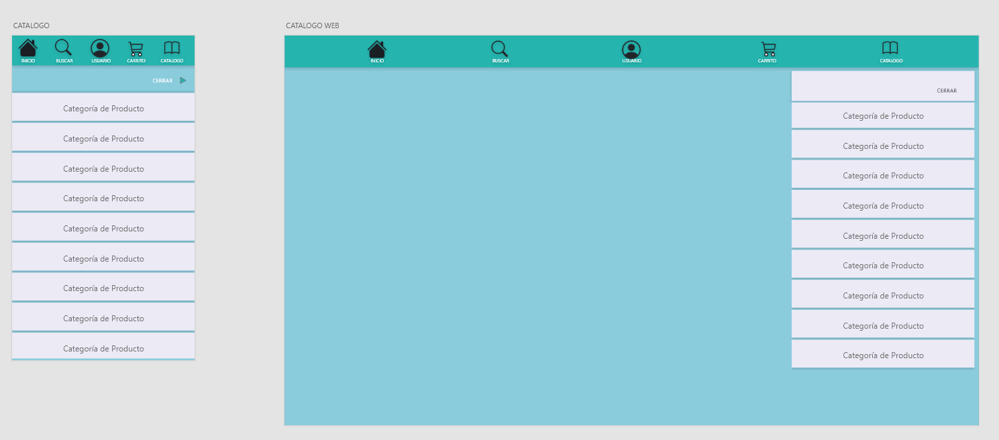 CATALOGO
INICIO
BUSCAR
USUARIO
CARRITO
CATALOGO
CERRAR
Categoría de Producto
Categoría de Producto
Categoría de Producto
Categoría de Producto
Categoría de Producto
Categoría de Producto
Categoría de Producto
Categoría de Producto
Categoría de Producto
CATALOGO WEB
INICIO
BUSCAR
USUARIO
CARRITO
CATALOGO
CERRAR
Categoría de Producto
Categoría de Producto
Categoría de Producto
Categoría de Producto
Categoría de Producto
Categoría de Producto
Categoría de Producto
Categoría de Producto
Categoría de Producto